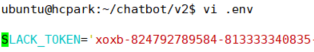 ubuntu@hcpark:~/chatbot/v2$ vi .env
SLACK_TOKEN='xoxb-824792789584-813333340835-